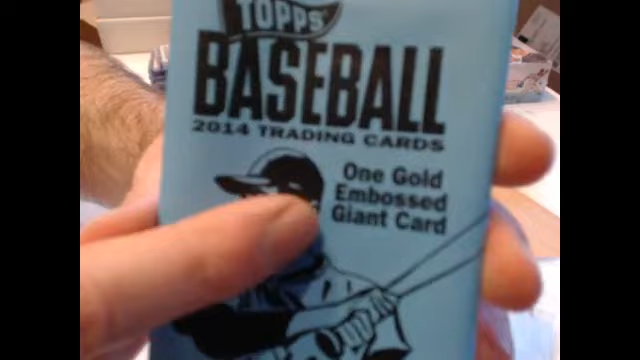 TOPPS
BASEBALL
2014 TRADING CARDS
One Gold
Embossed
Giant Card